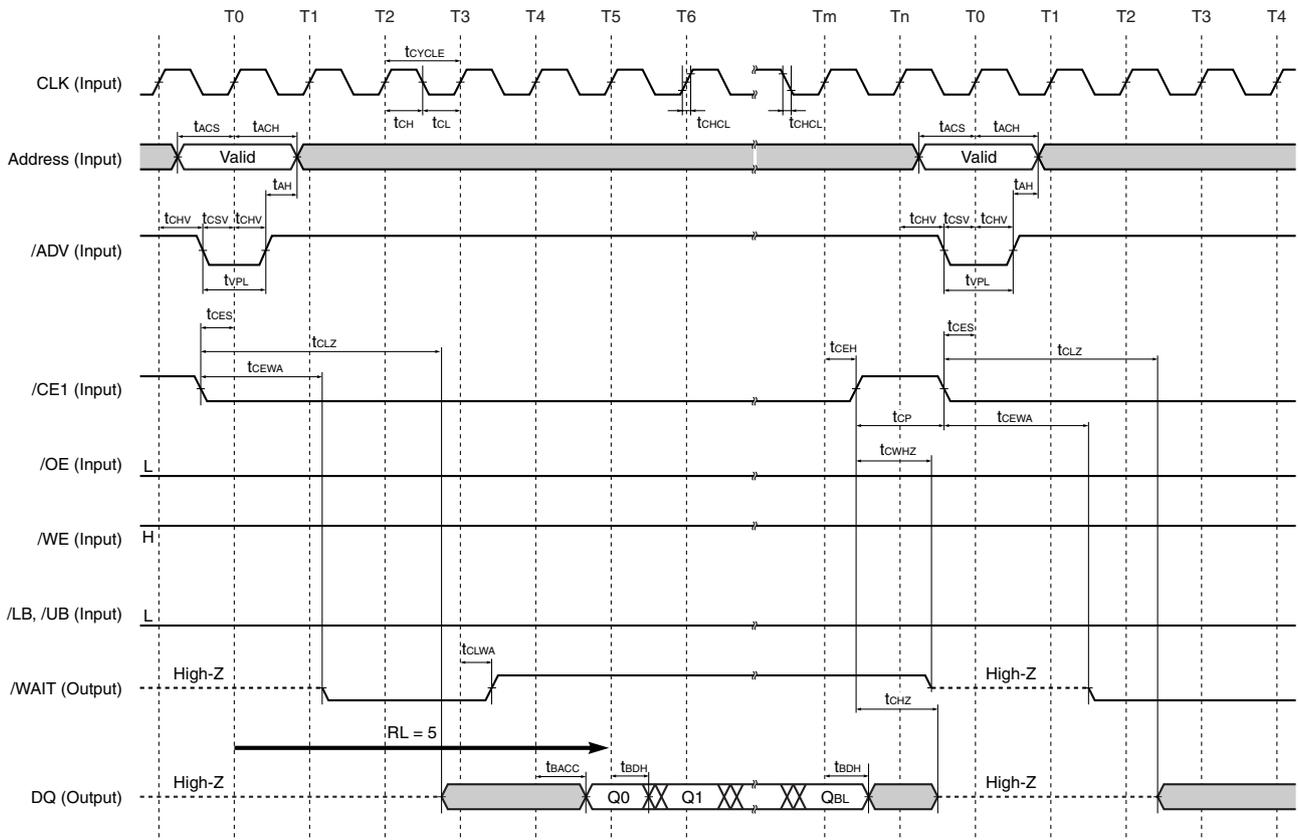 T0 T1 T2 T3 T4 T5 T6 Tm Tn T0 T1 T2 T3 T4
tCYCLE
CLK (Input)
tCH tCL tCHCL tCHCL
tACS tACH tACS tACH
Address (Input) Valid Valid
tAH tAH
tCHV tCSV tCHV tCHV tCSV tCHV
/ADV (Input)
tVPL tVPL
tCES tCES
tCLZ tCEH tCLZ
tCEWA
/CE1 (Input)
tCP tCEWA
tCWHZ
/OE (Input) L
/WE (Input) H
/LB, /UB (Input) L
tCLWA
High-Z High-Z
/WAIT (Output)
tCHZ
RL = 5
tBACC tBDH tBDH
High-Z High-Z
DQ (Output) Q0 Q1 QBL